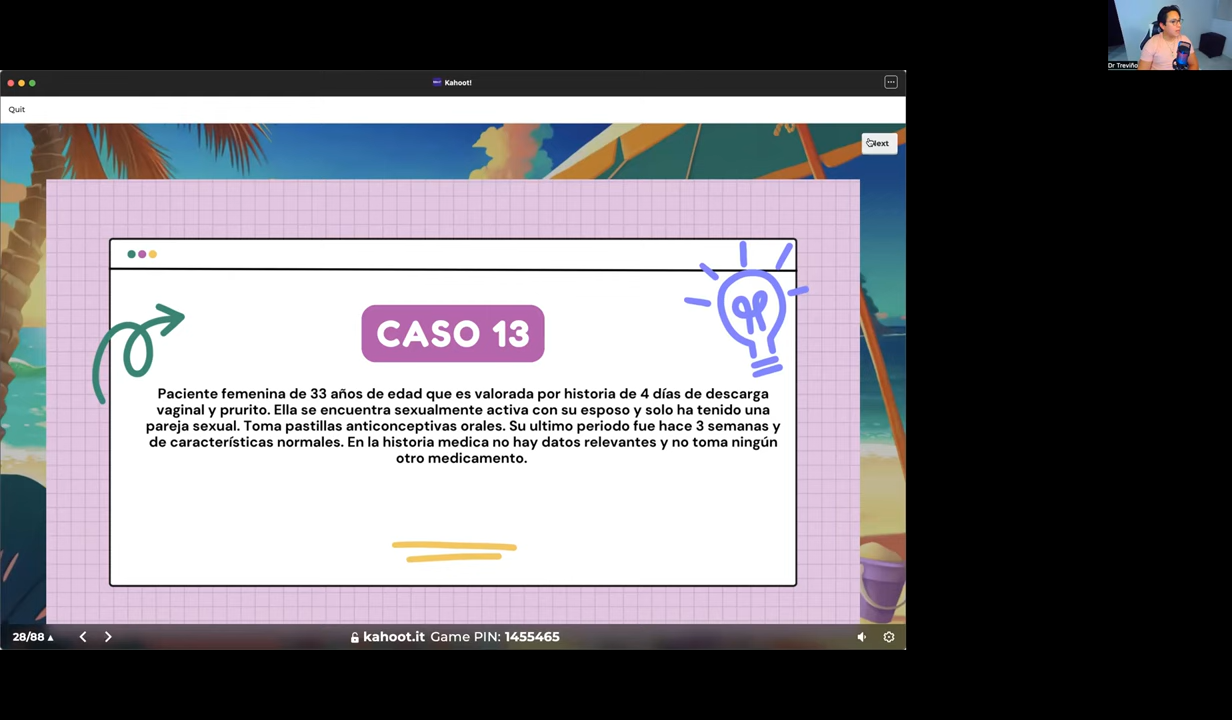 Dr Treviño
Kahoot!
Quit
Next
CASO 13
Paciente femenina de 33 años de edad que es valorada por historia de 4 días de descarga
vaginal y prurito. Ella se encuentra sexualmente activa con su esposo y solo ha tenido una
pareja sexual. Toma pastillas anticonceptivas orales. Su ultimo periodo fue hace 3 semanas y
de características normales. En la historia medica no hay datos relevantes y no toma ningún
otro medicamento.
28/88
kahoot.it Game PIN: 1455465